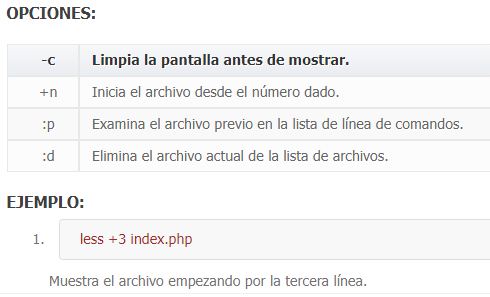 OPCIONES:
-c Limpia la pantalla antes de mostrar.
+n Inicia el archivo desde el número dado.
:p Examina el archivo previo en la lista de línea de comandos.
:d Elimina el archivo actual de la lista de archivos.
EJEMPLO:
1. less +3 index.php
Muestra el archivo empezando por la tercera línea.